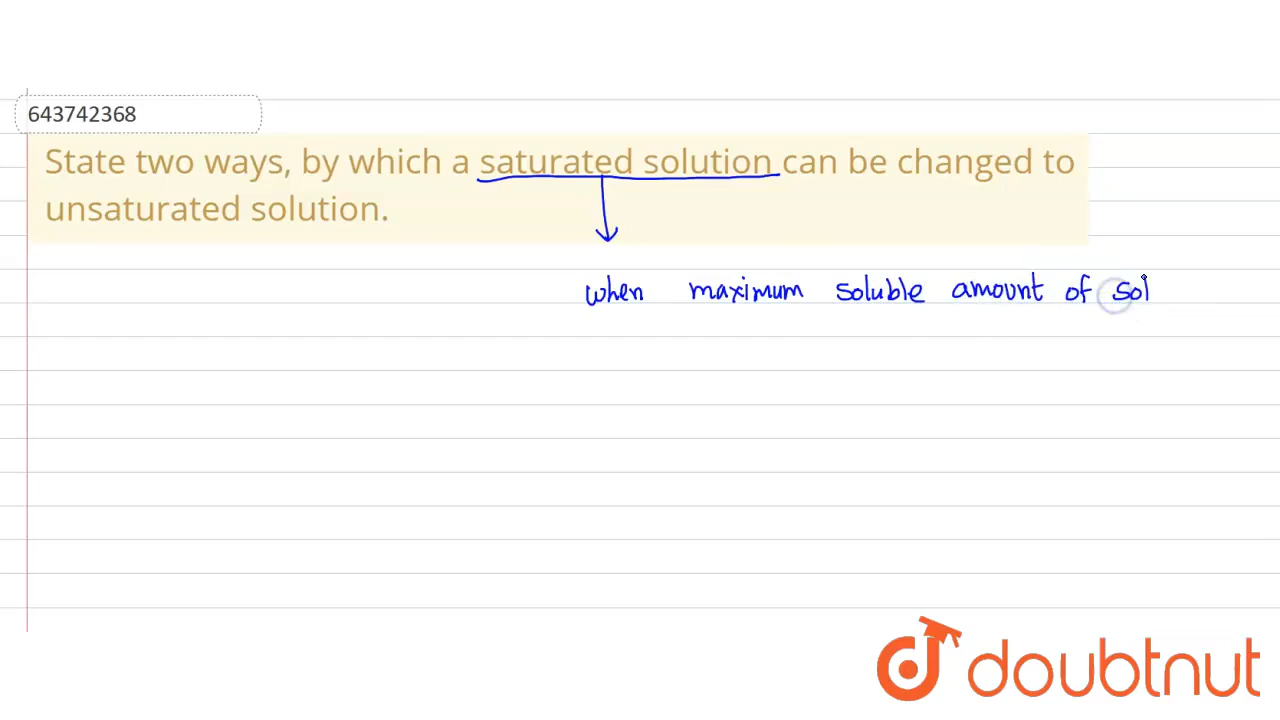 643742368
State two ways, by which a saturated solution can be changed to
unsaturated solution.
when maximum soluble amount of sol
doubtnut